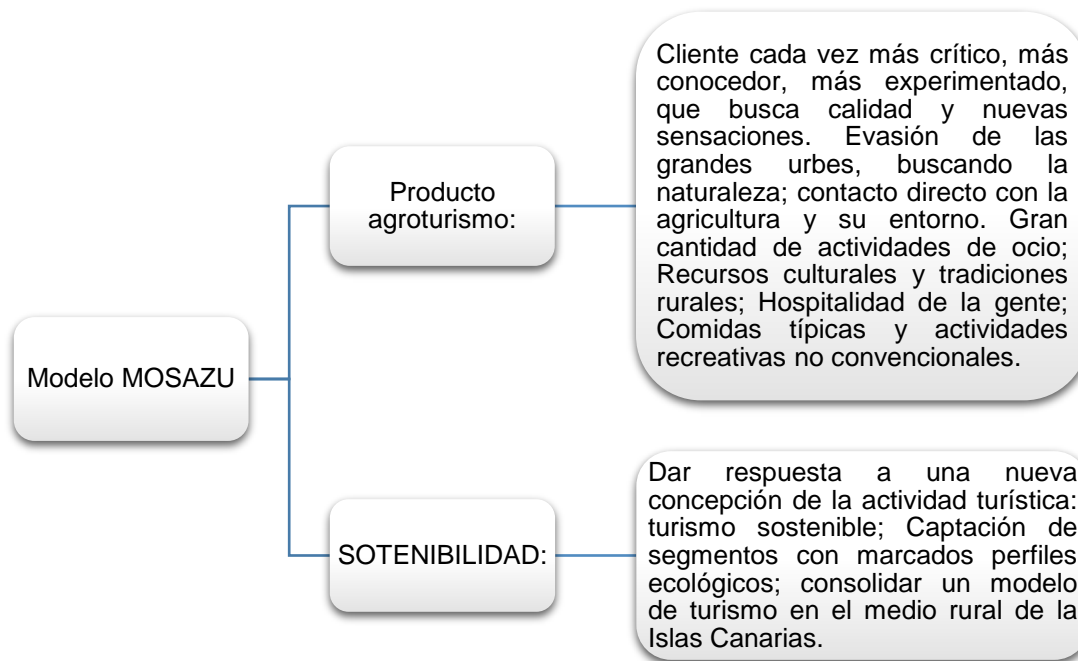 Modelo MOSAZU
Producto
agroturismo:
Cliente cada vez más crítico, más
conocedor, más experimentado,
que busca calidad y nuevas
sensaciones. Evasión de las
grandes urbes, buscando la
naturaleza; contacto directo con la
agricultura y su entorno. Gran
cantidad de actividades de ocio;
Recursos culturales y tradiciones
rurales; Hospitalidad de la gente;
Comidas típicas y actividades
recreativas no convencionales.
SOTENIBILIDAD:
Dar respuesta a una nueva
concepción de la actividad turística:
turismo sostenible; Captación de
segmentos con marcados perfiles
ecológicos; consolidar un modelo
de turismo en el medio rural de la
Islas Canarias.